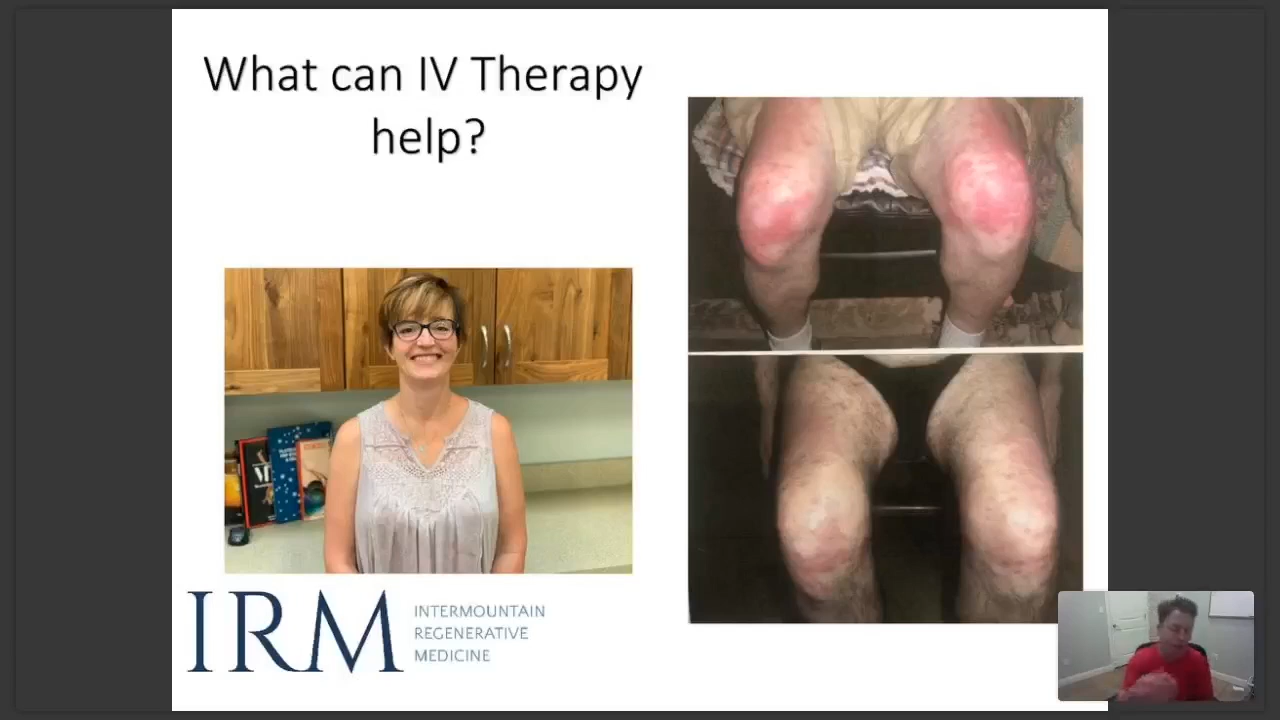 What can IV Therapy
help?
IRM
INTERMOUNTAIN
REGENERATIVE
MEDICINE